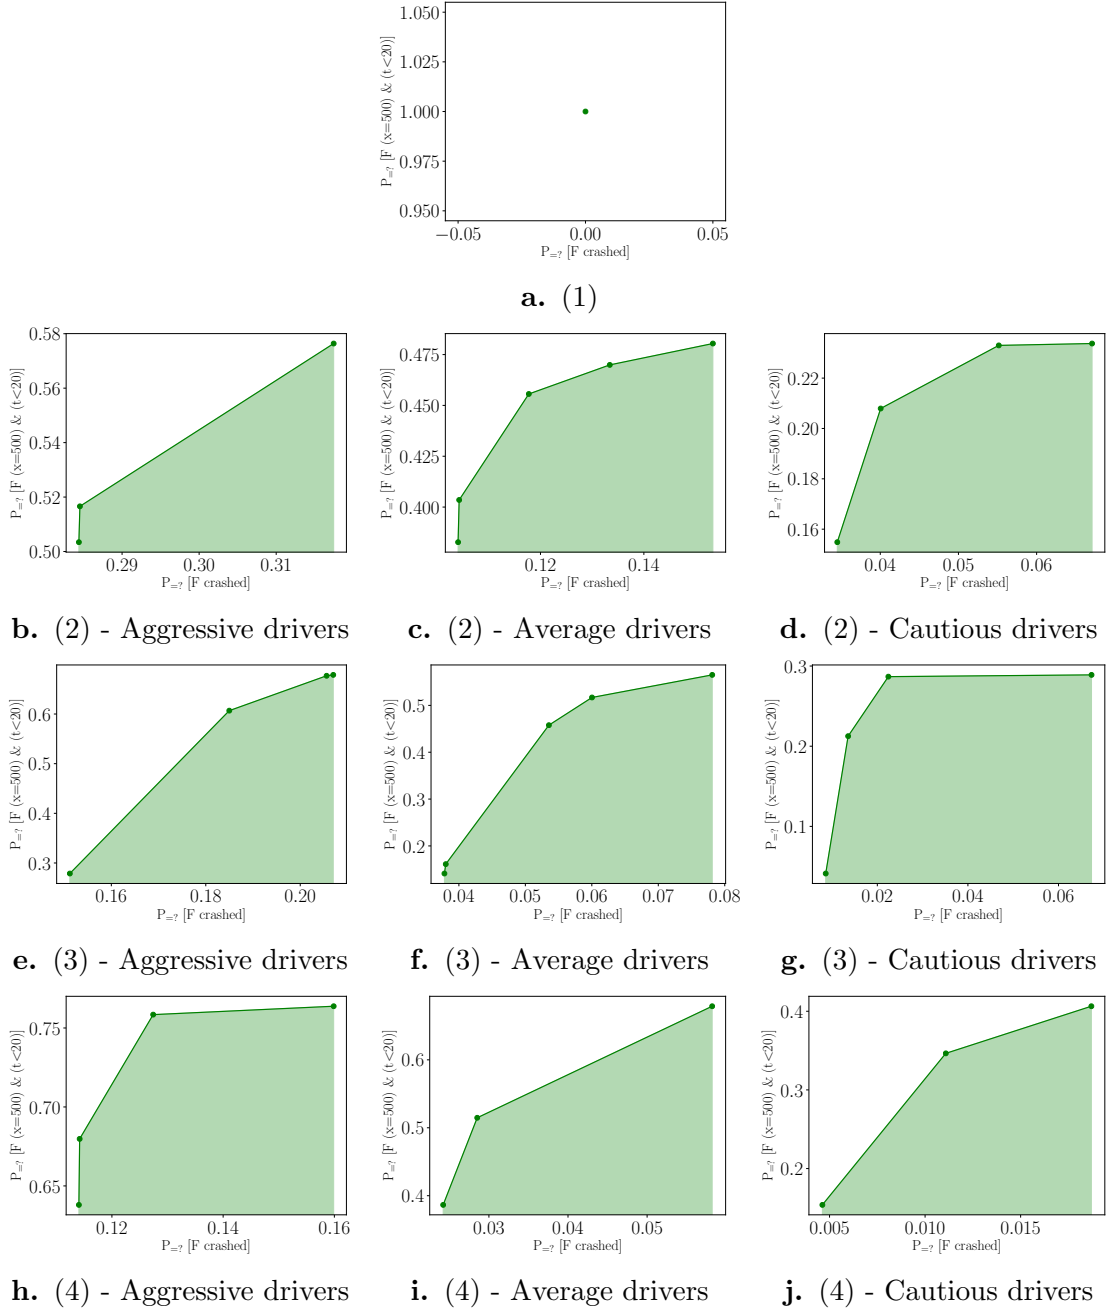 1.050
1.025
1.000
0.975
0.950
P=? [F (x=500) & (t<20)]
−0.05 0.00 0.05
P=? [F crashed]
a. (1)
0.58
0.56
0.54
0.52
0.50
P=? [F (x=500) & (t<20)]
0.29 0.30 0.31
P=? [F crashed]
b. (2) - Aggressive drivers
0.475
0.450
0.425
0.400
P=? [F (x=500) & (t<20)]
0.12 0.14
P=? [F crashed]
c. (2) - Average drivers
0.22
0.20
0.18
0.16
P=? [F (x=500) & (t<20)]
0.04 0.05 0.06
P=? [F crashed]
d. (2) - Cautious drivers
0.6
0.5
0.4
0.3
P=? [F (x=500) & (t<20)]
0.16 0.18 0.20
P=? [F crashed]
e. (3) - Aggressive drivers
0.5
0.4
0.3
0.2
P=? [F (x=500) & (t<20)]
0.04 0.05 0.06 0.07 0.08
P=? [F crashed]
f. (3) - Average drivers
0.3
0.2
0.1
P=? [F (x=500) & (t<20)]
0.02 0.04 0.06
P=? [F crashed]
g. (3) - Cautious drivers
0.75
0.70
0.65
P=? [F (x=500) & (t<20)]
0.12 0.14 0.16
P=? [F crashed]
h. (4) - Aggressive drivers
0.6
0.5
0.4
P=? [F (x=500) & (t<20)]
0.03 0.04 0.05
P=? [F crashed]
i. (4) - Average drivers
0.4
0.3
0.2
P=? [F (x=500) & (t<20)]
0.005 0.010 0.015
P=? [F crashed]
j. (4) - Cautious drivers